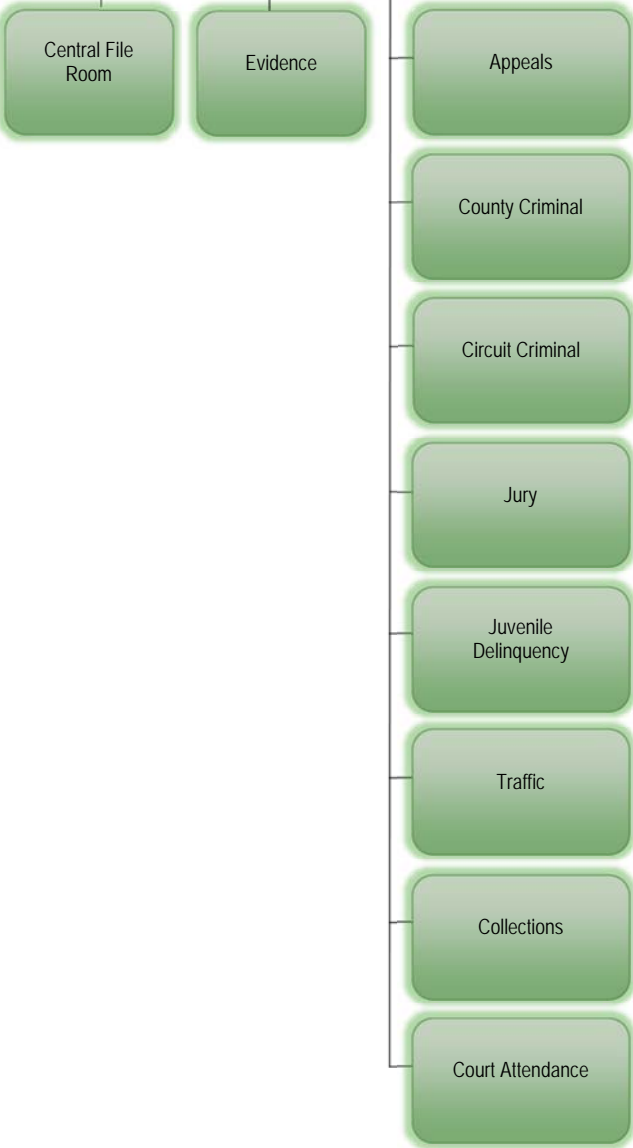 Central File
Room
Evidence
Appeals
County Criminal
Circuit Criminal
Jury
Juvenile
Delinquency
Traffic
Collections
Court Attendance